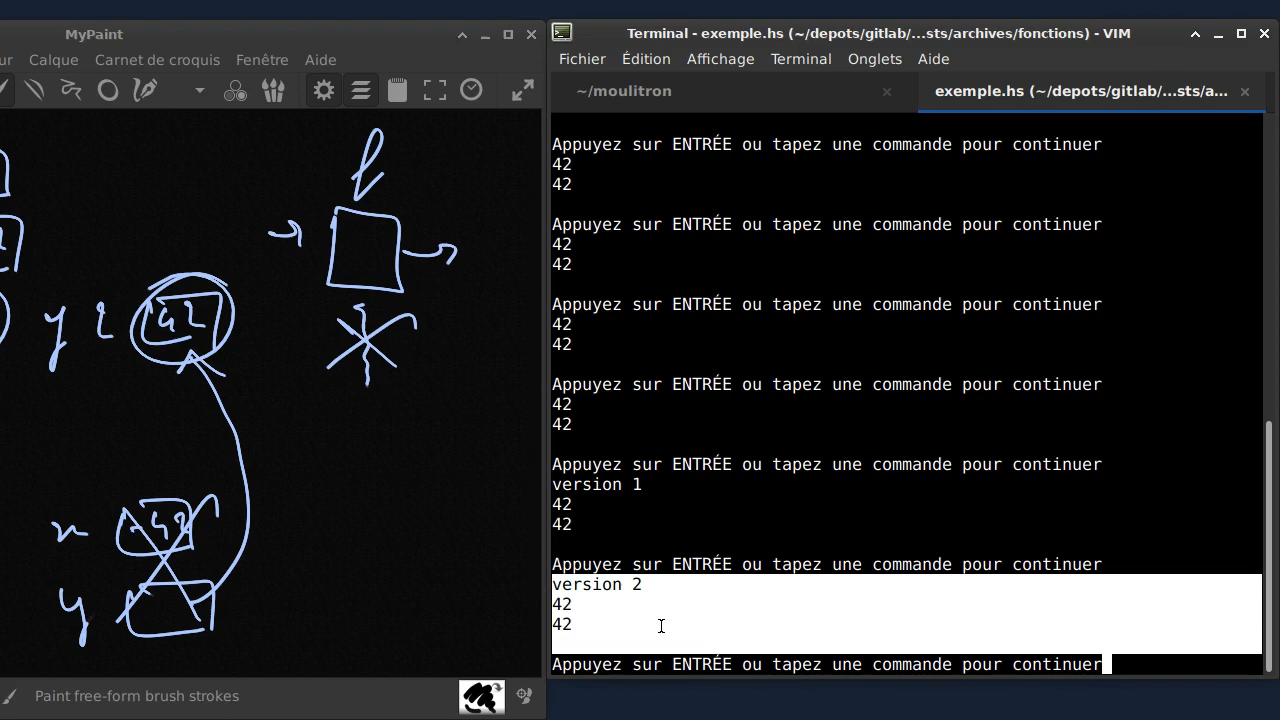 MyPaint
Calque Carnet de croquis Fenêtre Aide
y
42
f
x
42
y
Paint free-form brush strokes
Terminal - exemple.hs (~/depots/gitlab/...sts/archives/fonctions) - VIM
Fichier Édition Affichage Terminal Onglets Aide
~/moulitron
exemple.hs (~/depots/gitlab/...sts/a...
Appuyez sur ENTRÉE ou tapez une commande pour continuer
42
42
Appuyez sur ENTRÉE ou tapez une commande pour continuer
42
42
Appuyez sur ENTRÉE ou tapez une commande pour continuer
42
42
Appuyez sur ENTRÉE ou tapez une commande pour continuer
42
42
Appuyez sur ENTRÉE ou tapez une commande pour continuer
version 1
42
42
Appuyez sur ENTRÉE ou tapez une commande pour continuer
version 2
42
42
Appuyez sur ENTRÉE ou tapez une commande pour continuer